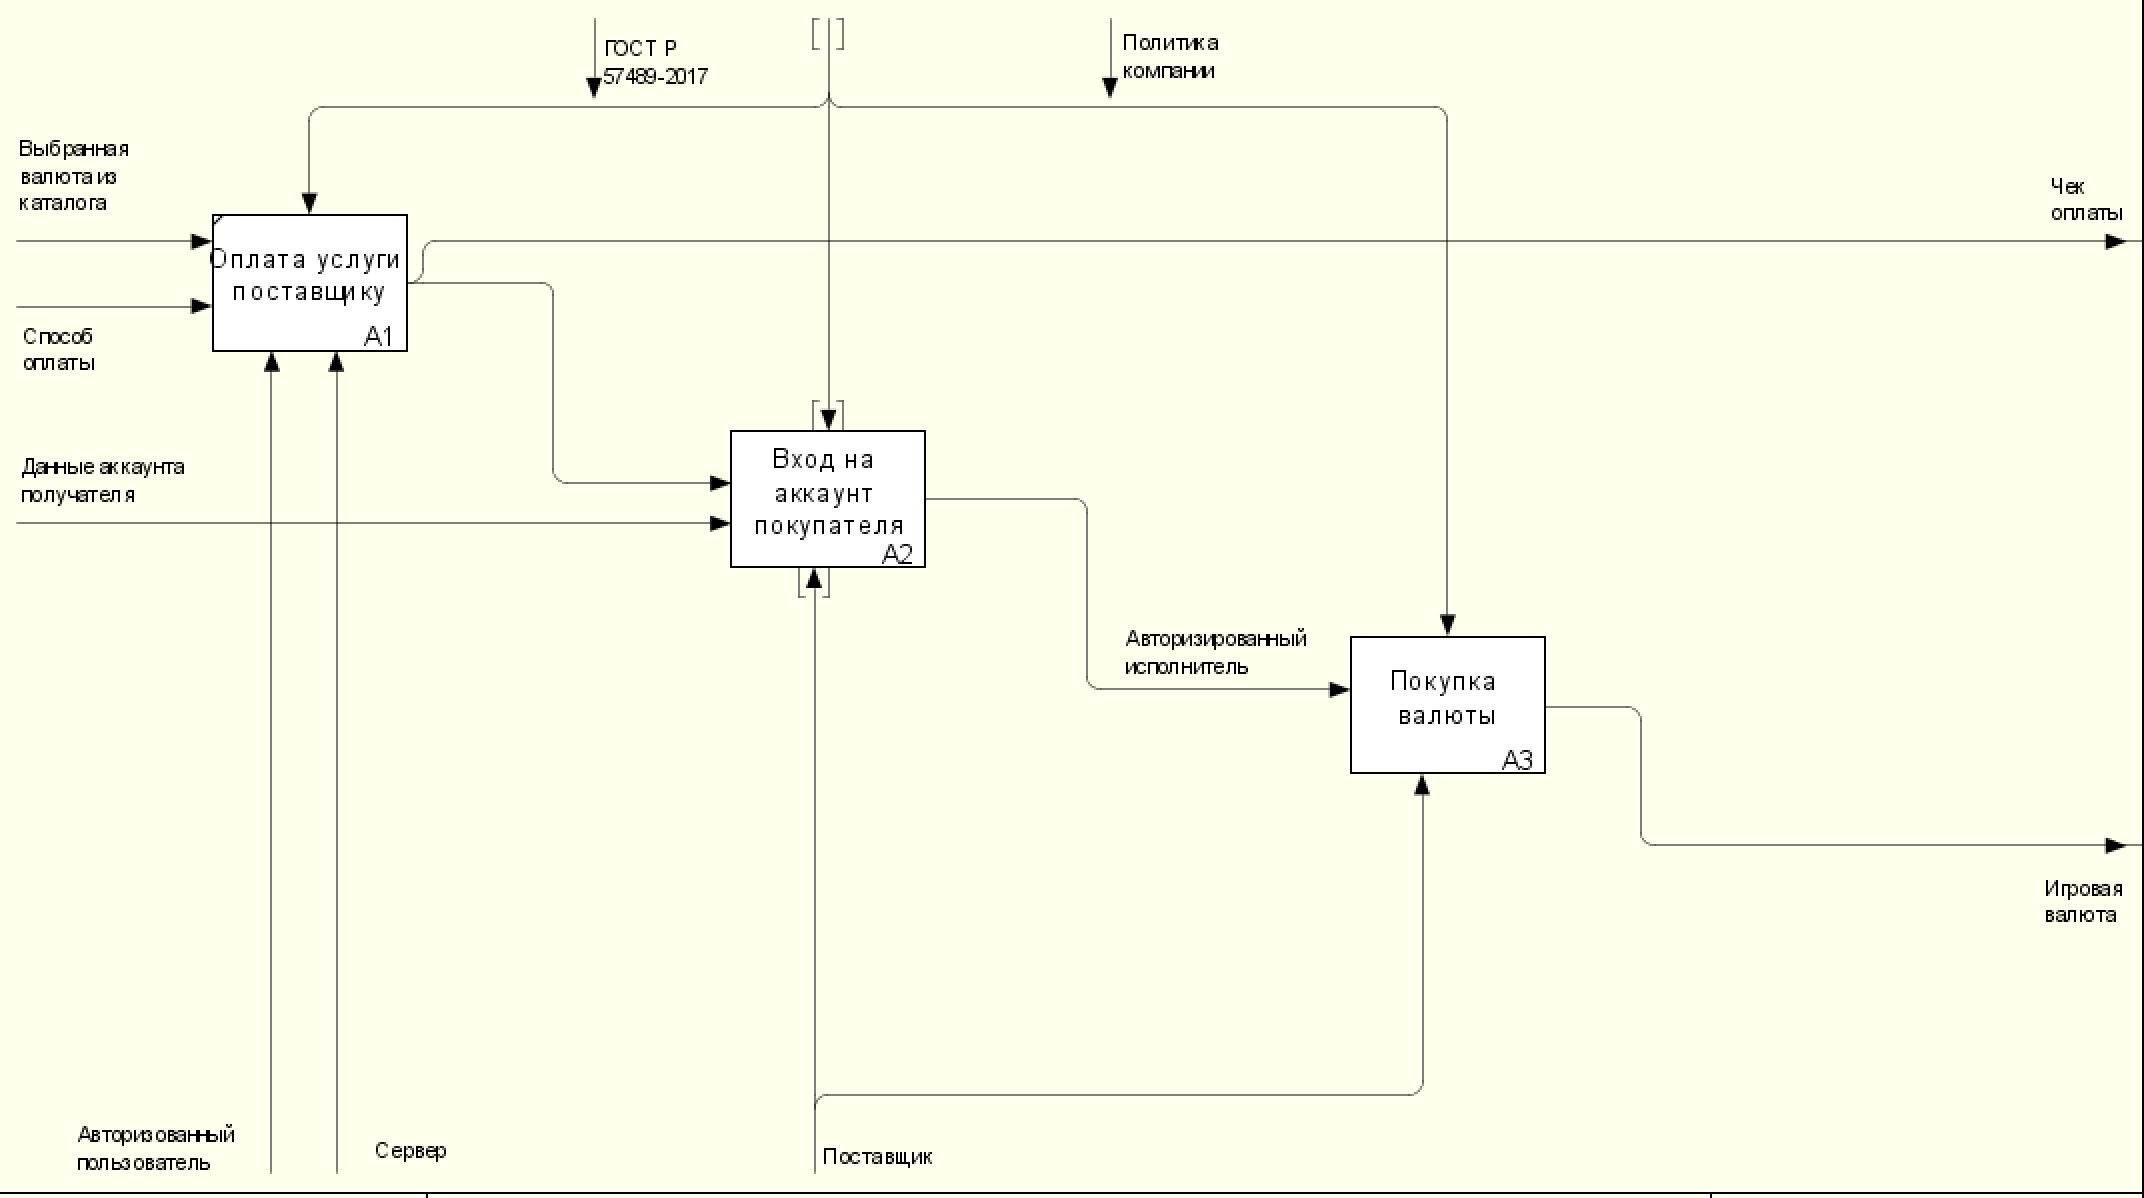 ГОСТ Р
57489-2017
Политика
компании
Выбранная
валюта из
каталога
Чек
оплаты
Оплата услуги
поставщику
A1
Способ
оплаты
Данные аккаунта
получателя
Вход на
аккаунт
покупателя
A2
Авторизированный
исполнитель
Покупка
валюты
A3
Игровая
валюта
Авторизованный
пользователь
Сервер
Поставщик